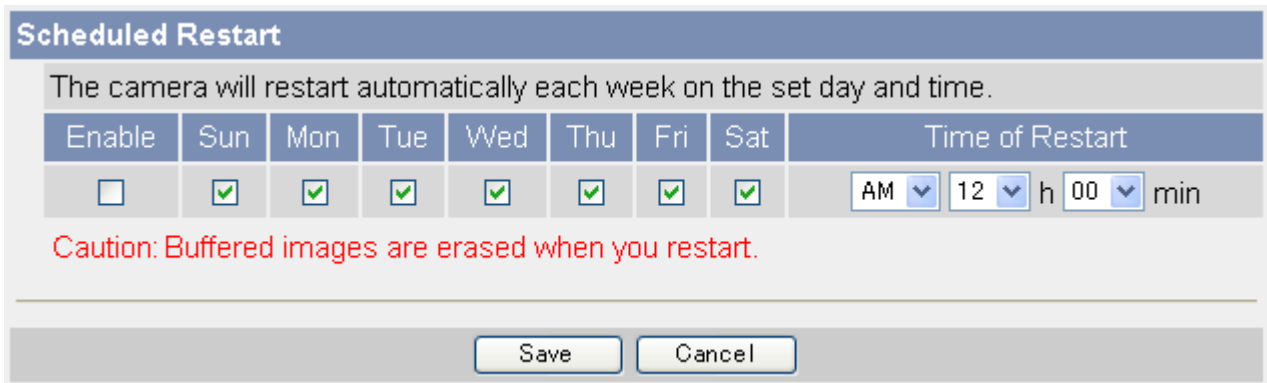 Scheduled Restart
The camera will restart automatically each week on the set day and time.
Enable Sun Mon Tue Wed Thu Fri Sat Time of Restart
AM 12 h 00 min
Caution: Buffered images are erased when you restart.
Save Cancel